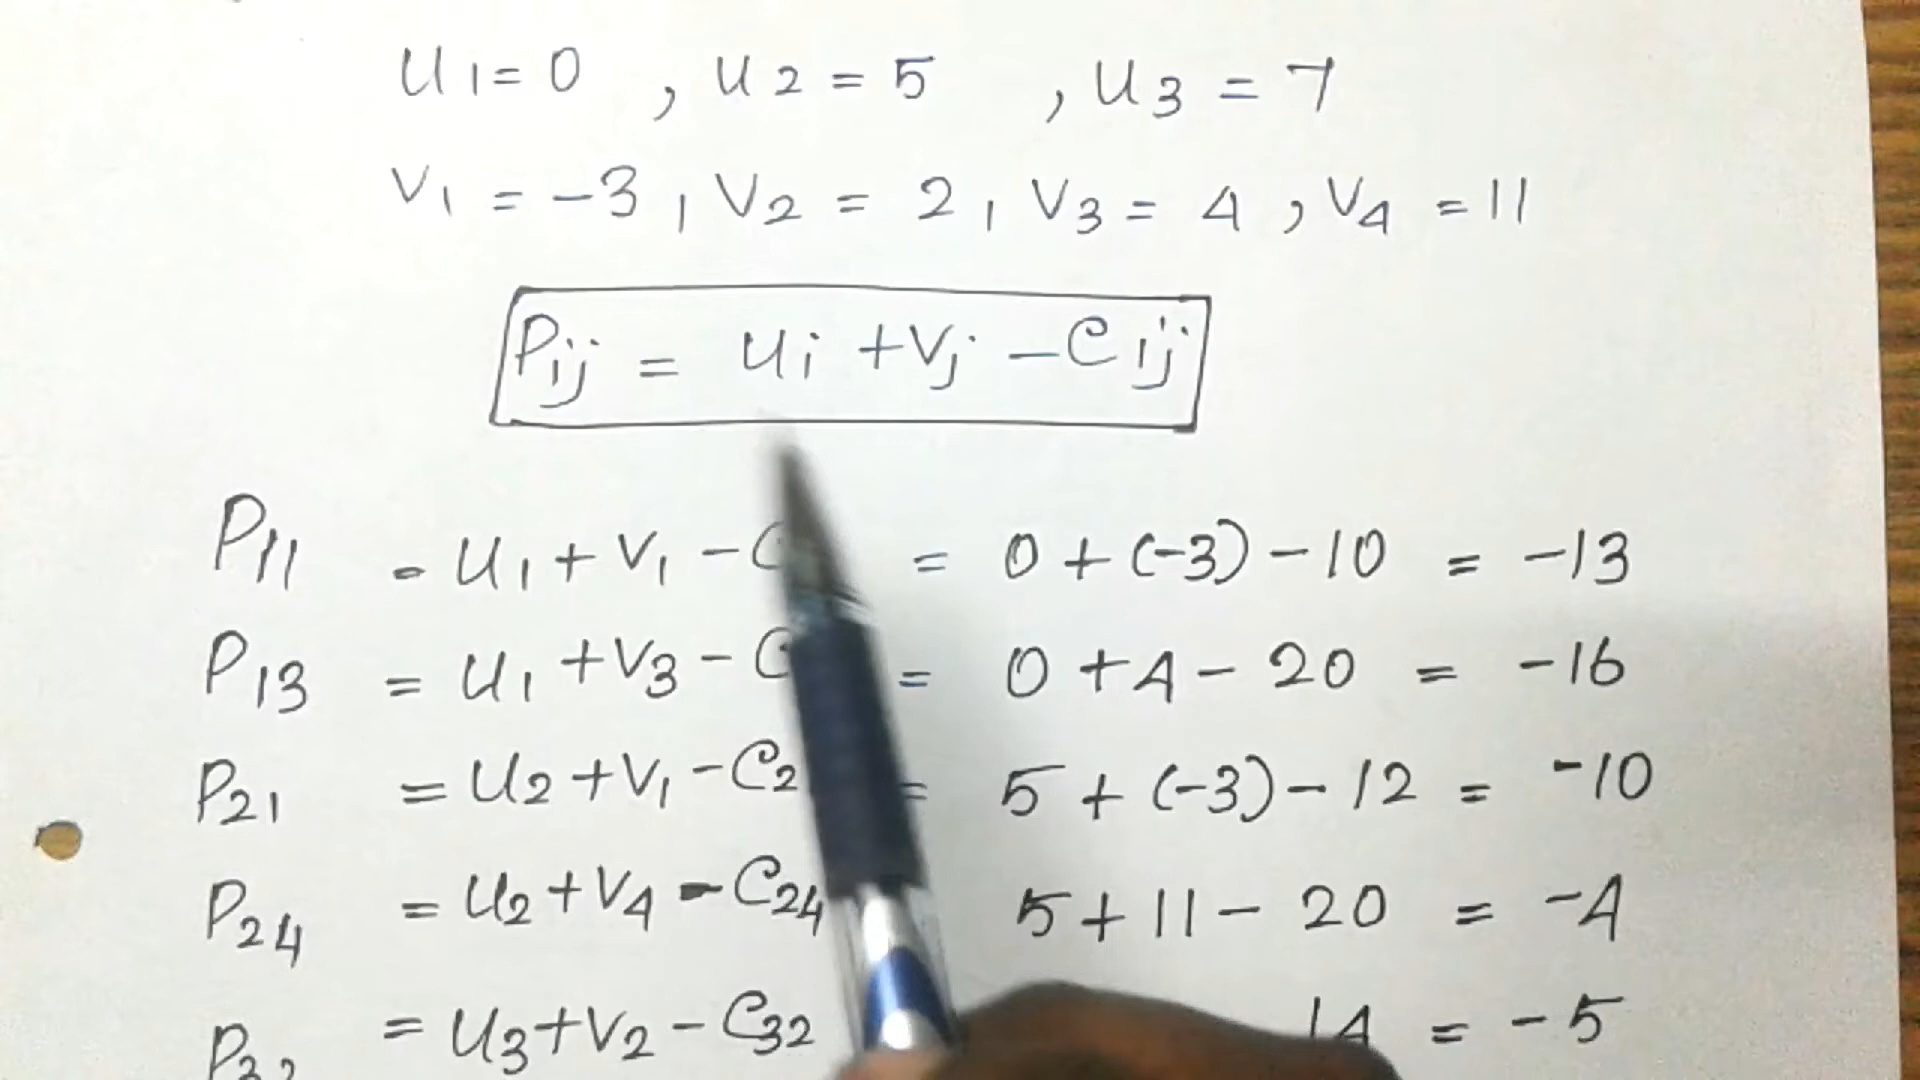 U1 = 0 , U2 = 5 , U3 = 7
V1 = -3 , V2 = 2 , V3 = 4 , V4 = 11
Pij = Ui + Vj - Cij
P11 - U1 + V1 - C = 0 + (-3) - 10 = -13
P13 = U1 + V3 - C = 0 + 4 - 20 = -16
P21 = U2 + V1 - C2 = 5 + (-3) - 12 = -10
P24 = U2 + V4 - C24 5 + 11 - 20 = -4
P32 = U3 + V2 - C32 14 = -5